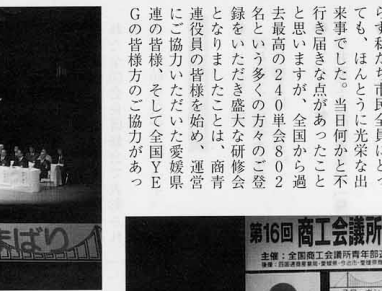 らず私たち市民全員にとっ
ても、ほんとうに光栄な出
来事でした。当日何かと不
行き届きな点があったこと
と思いますが、全国から過
去最高の240単会802
名という多くの方々のご登
録をいただき盛大な研修会
となりましたことは、商青
連役員の皆様を始め、運営
にご協力いただいた愛媛県
連の皆様、そして全国YE
Gの皆様方のご協力があっ
まばり
第16回 商工会議所
主催：全国商工会議所青年部